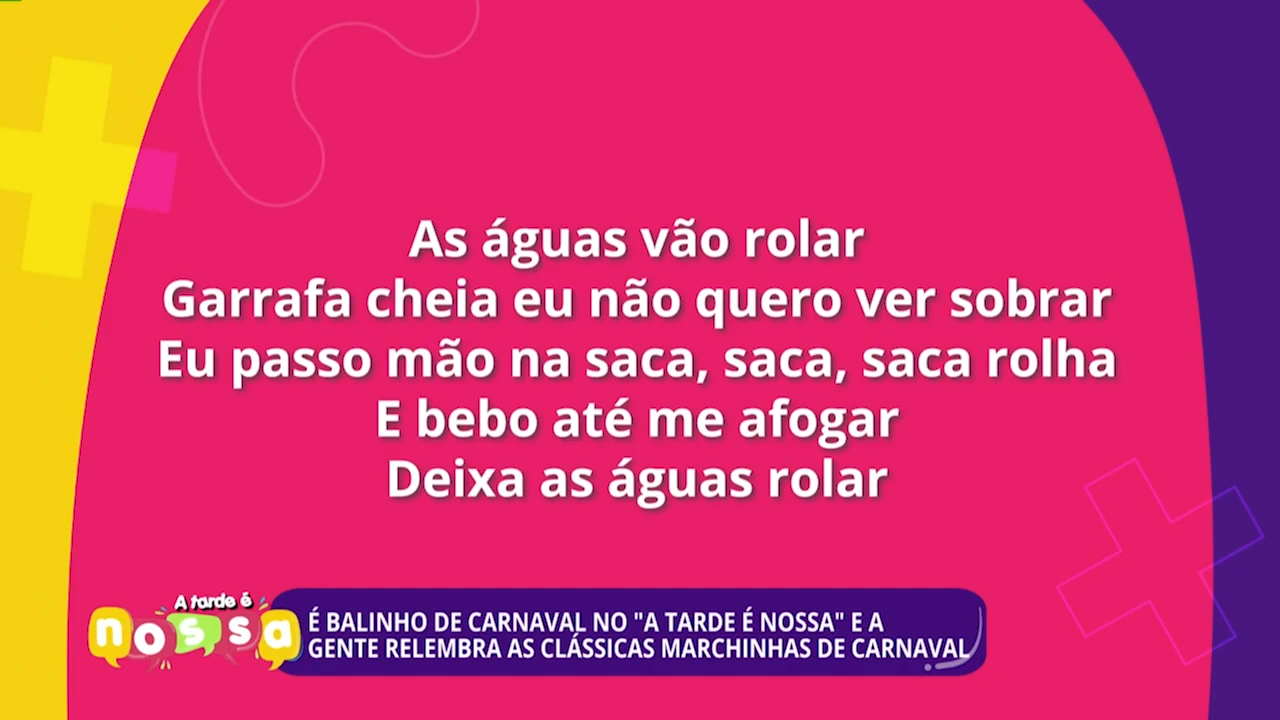 As águas vão rolar
Garrafa cheia eu não quero ver sobrar
Eu passo mão na saca, saca, saca rolha
E bebo até me afogar
Deixa as águas rolar
A tarde é
nossa
É BALINHO DE CARNAVAL NO "A TARDE É NOSSA" E A
GENTE RELEMBRA AS CLÁSSICAS MARCHINHAS DE CARNAVAL